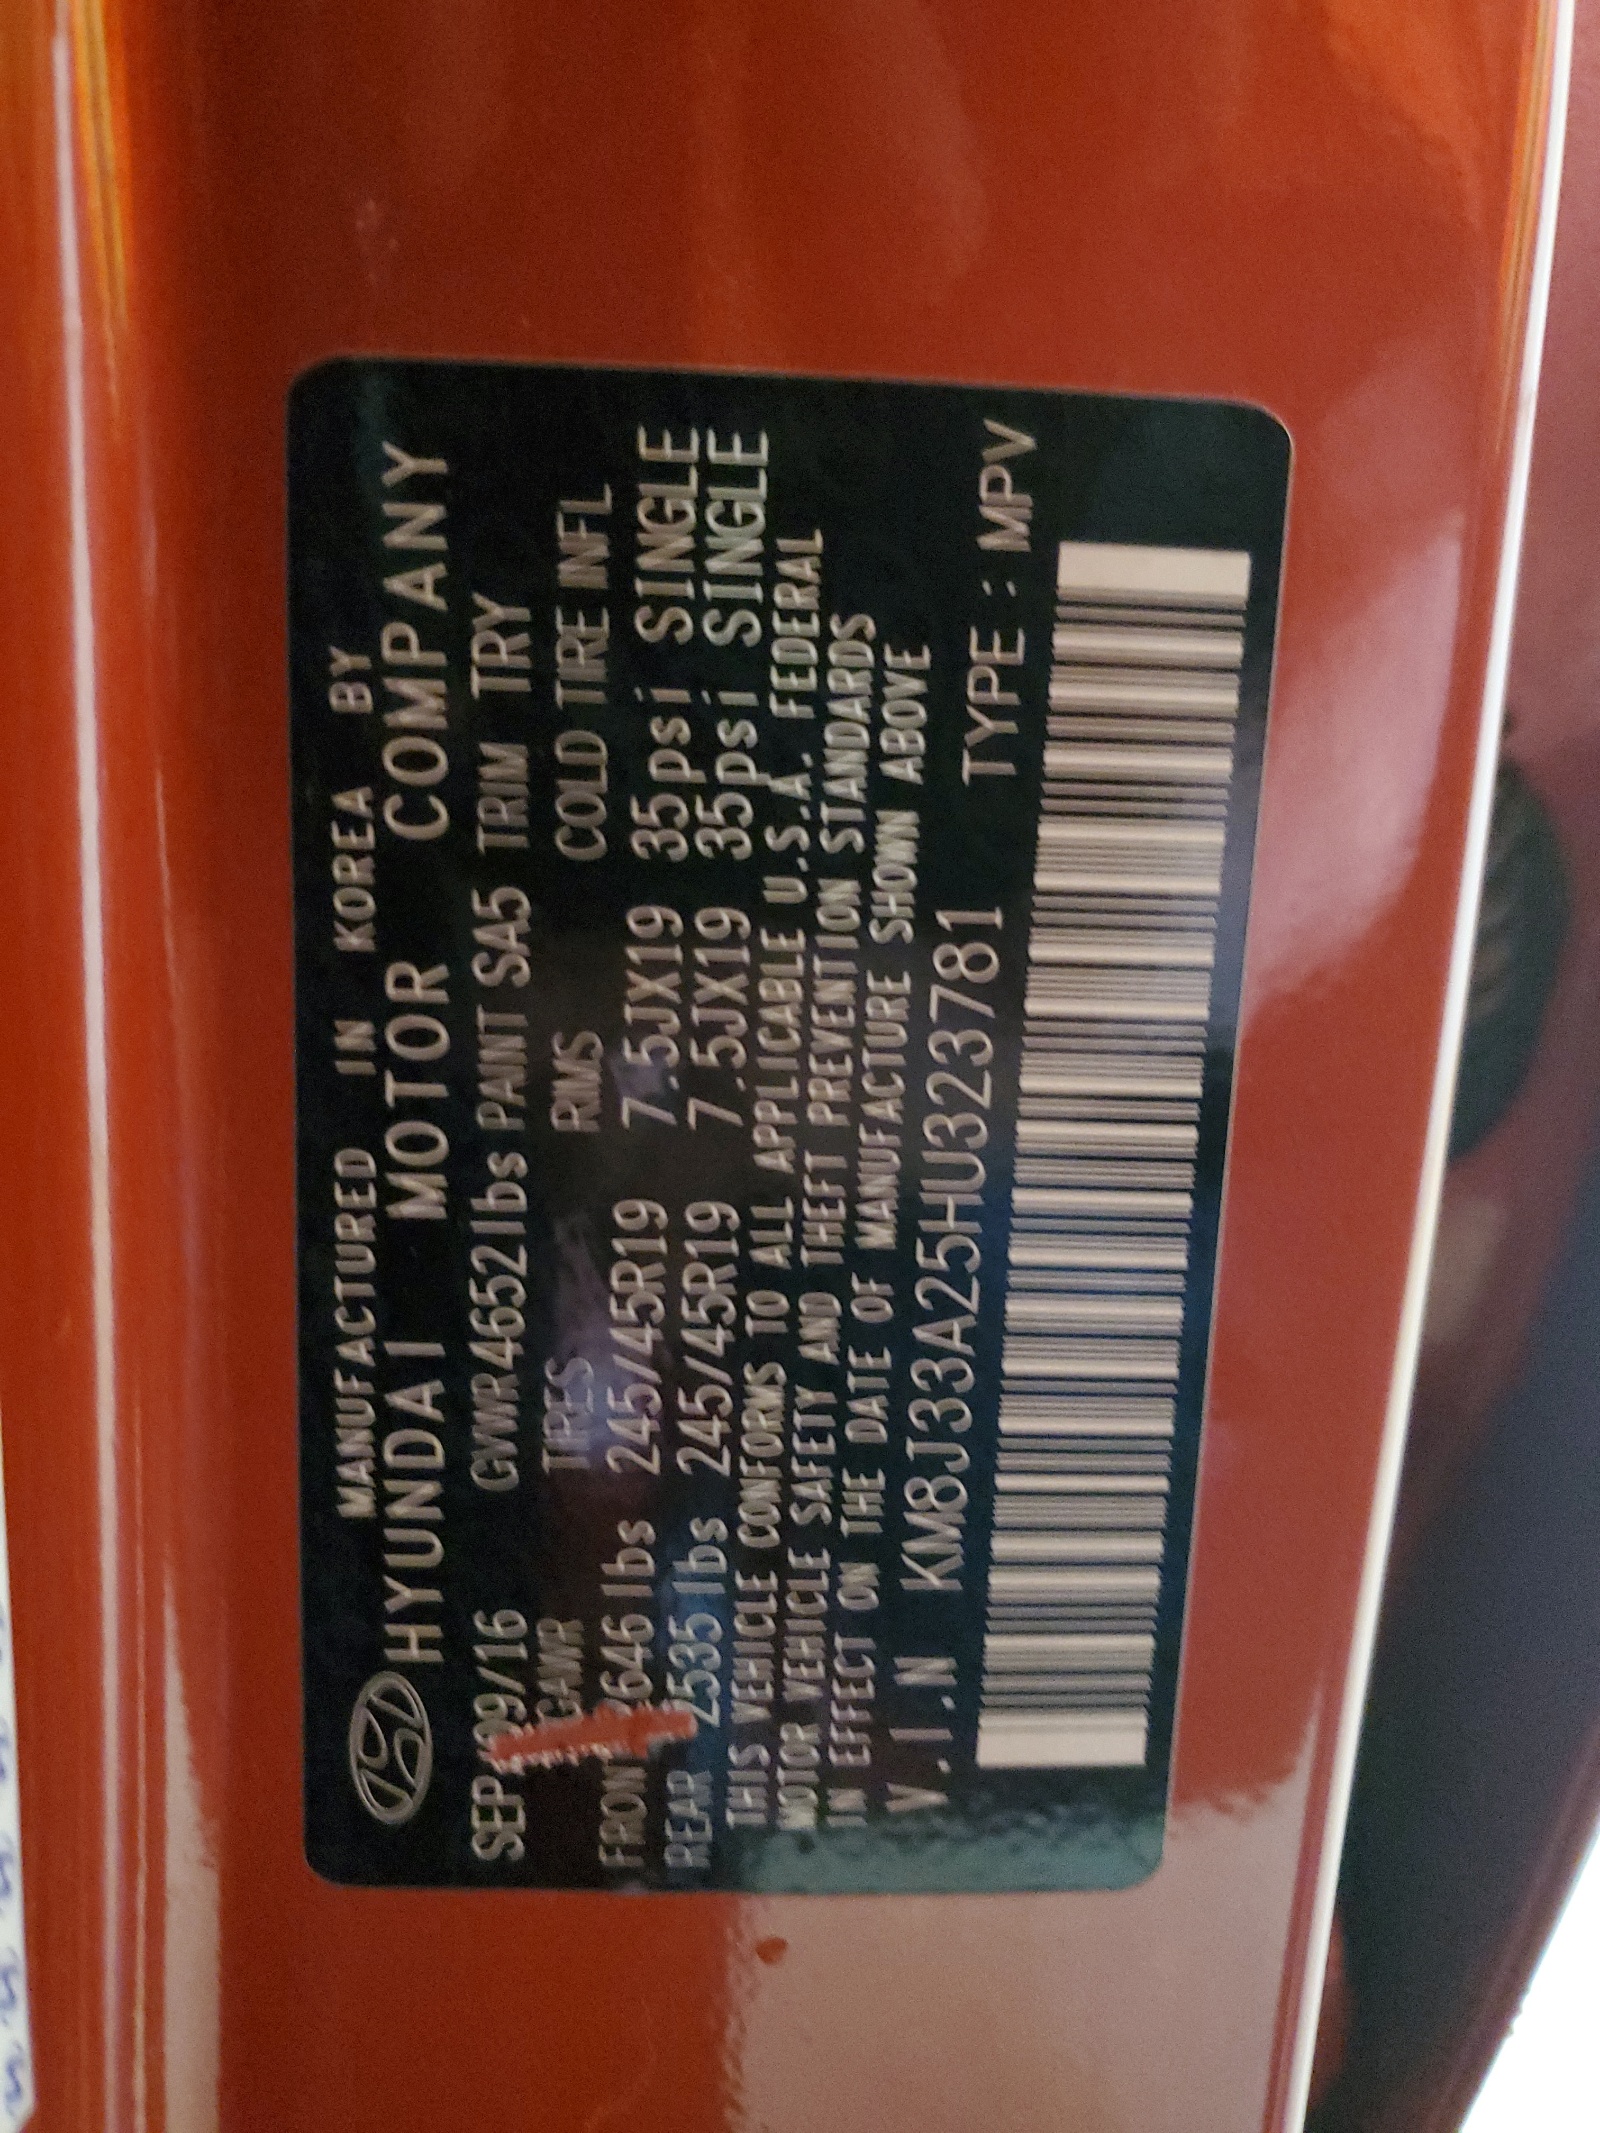 MANUFACTURED IN KOREA BY
HYUNDAI MOTOR COMPANY
SEP 09/16 GVWR 4652lbs PAINT SA5 TRIM TRY
GAWR TIRES RIMS COLD TIRE INFL
FRONT 2646 lbs 245/45R19 7.5JX19 35psi SINGLE
REAR 2535 lbs 245/45R19 7.5JX19 35psi SINGLE
THIS VEHICLE CONFORMS TO ALL APPLICABLE U.S.A. FEDERAL
MOTOR VEHICLE SAFETY AND THEFT PREVENTION STANDARDS
IN EFFECT ON THE DATE OF MANUFACTURE SHOWN ABOVE
V.I.N KM8J33A25HU323781 TYPE : MPV